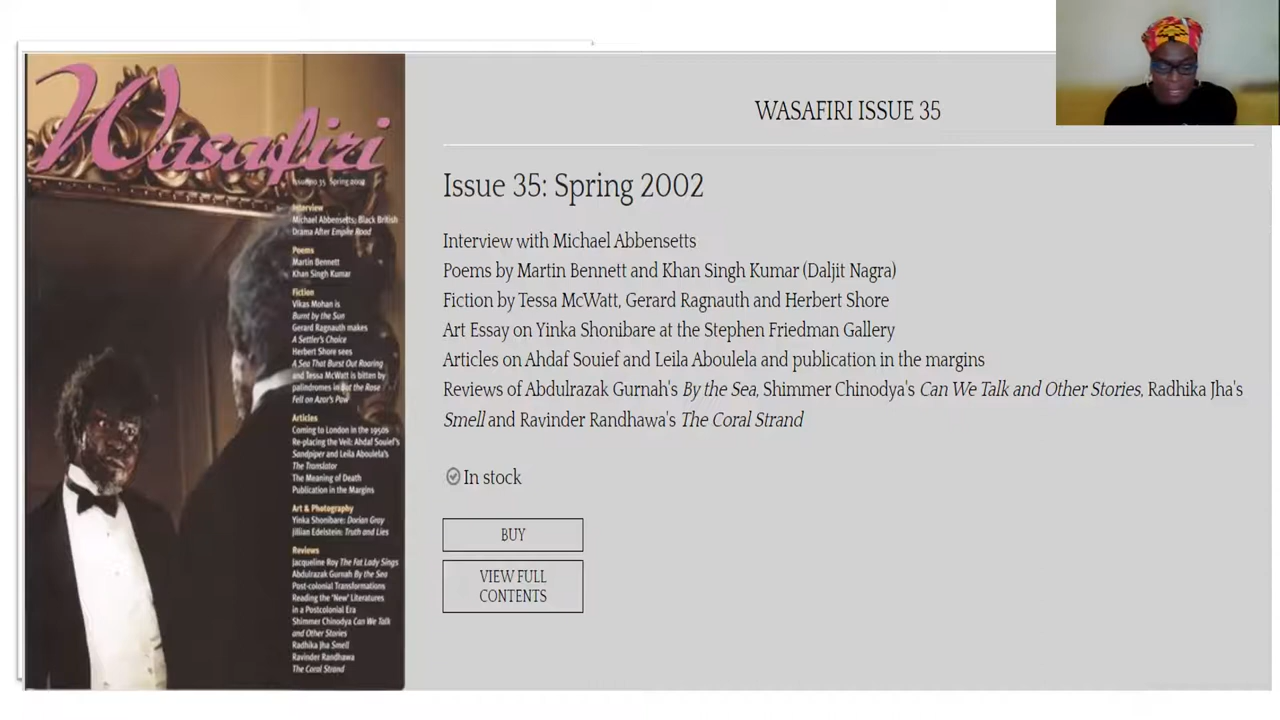 Wasafiri
Issue no 35 Spring 2002
Interview
Michael Abbensetts; Black British
Drama After Empire Road
Poems
Martin Bennett
Khan Singh Kumar
Fiction
Vikas Mohan is
Burnt by the Sun
Gerard Ragnauth makes
A Settler's Choice
Herbert Shore sees
A Sea That Burst Out Roaring
and Tessa McWatt is bitten by
palindromes in But the Rose
Fell on Azor's Paw
Articles
Coming to London in the 1950s
Re-placing the Veil: Ahdaf Souief's
Sandpiper and Leila Aboulela's
The Translator
The Meaning of Death
Publication in the Margins
Art & Photography
Yinka Shonibare: Dorian Gray
Jillian Edelstein: Truth and Lies
Reviews
Jacqueline Roy The Fat Lady Sings
Abdulrazak Gurnah By the Sea
Post-colonial Transformations
Reading the 'New' Literatures
in a Postcolonial Era
Shimmer Chinodya Can We Talk
and Other Stories
Radhika Jha Smell
Ravinder Randhawa
The Coral Strand
WASAFIRI ISSUE 35
Issue 35: Spring 2002
Interview with Michael Abbensetts
Poems by Martin Bennett and Khan Singh Kumar (Daljit Nagra)
Fiction by Tessa McWatt, Gerard Ragnauth and Herbert Shore
Art Essay on Yinka Shonibare at the Stephen Friedman Gallery
Articles on Ahdaf Souief and Leila Aboulela and publication in the margins
Reviews of Abdulrazak Gurnah's By the Sea, Shimmer Chinodya's Can We Talk and Other Stories, Radhika Jha's
Smell and Ravinder Randhawa's The Coral Strand
In stock
BUY
VIEW FULL
CONTENTS